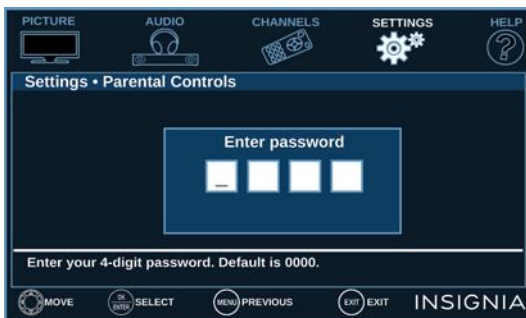 PICTURE AUDIO CHANNELS SETTINGS HELP
?
Settings • Parental Controls
Enter password
_
Enter your 4-digit password. Default is 0000.
MOVE OK ENTER SELECT MENU PREVIOUS EXIT EXIT INSIGNIA